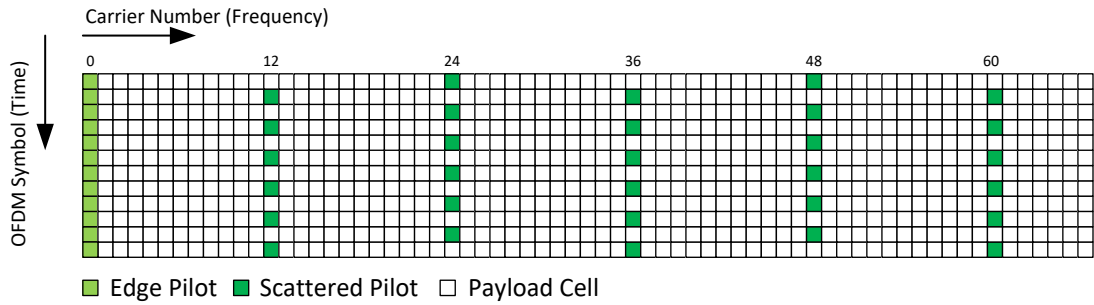 Carrier Number (Frequency)
0 12 24 36 48 60
OFDM Symbol (Time)
Edge Pilot Scattered Pilot Payload Cell